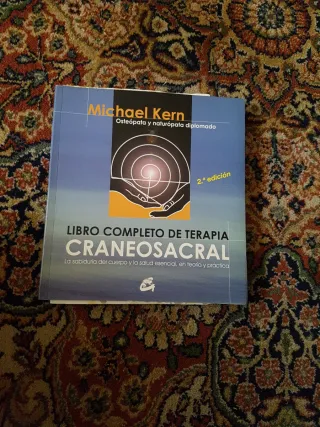 Michael Kern
Osteópata y naturópata diplomado
2.ª edición
LIBRO COMPLETO DE TERAPIA
CRANEOSACRAL
La sabiduría del cuerpo y la salud esencial, en teoría y práctica